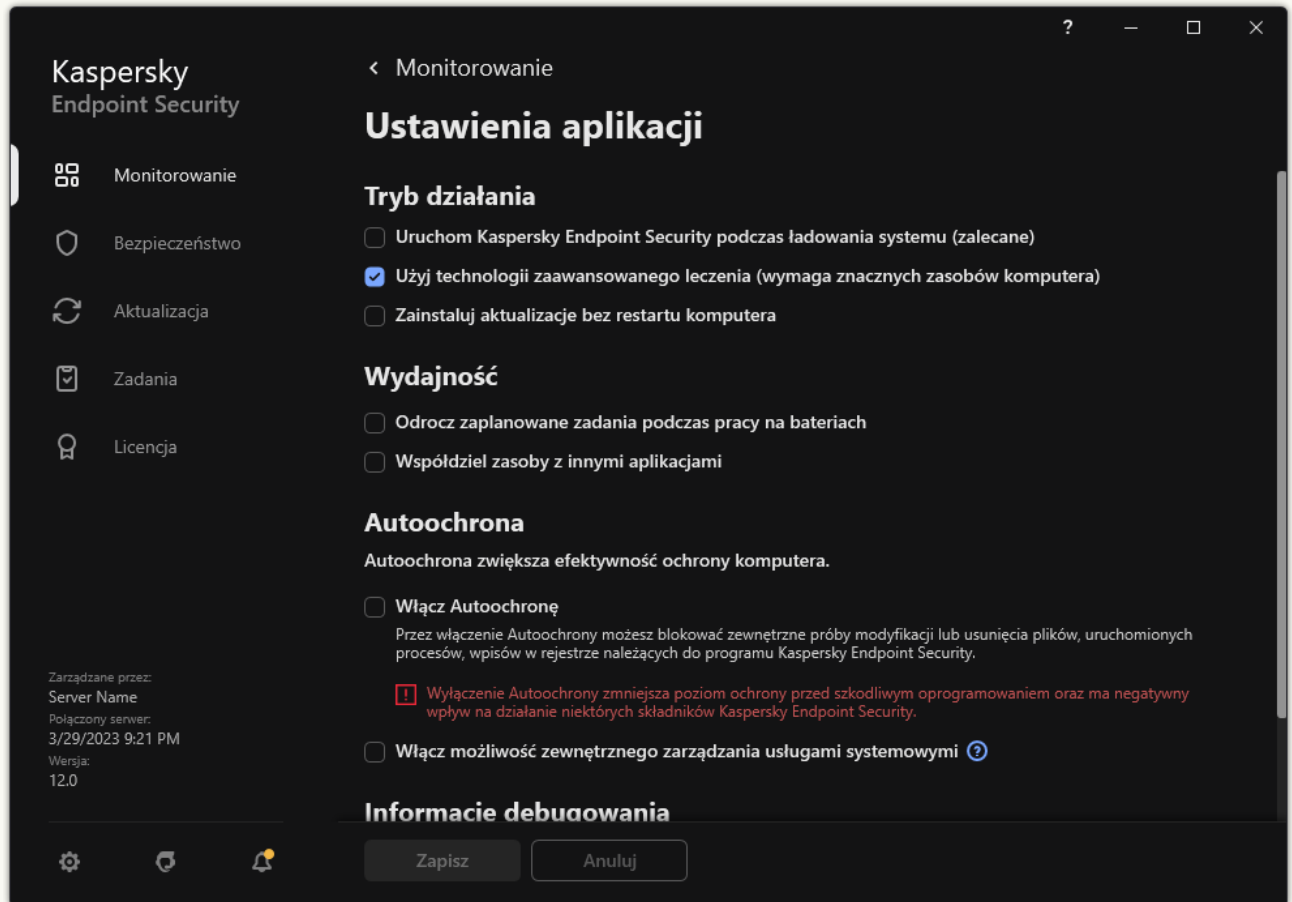 ?
Kaspersky
Endpoint Security
Monitorowanie
Bezpieczeństwo
Aktualizacja
Zadania
Licencja
Zarządzane przez:
Server Name
Połączony serwer:
3/29/2023 9:21 PM
Wersja:
12.0
Monitorowanie
Ustawienia aplikacji
Tryb działania
Uruchom Kaspersky Endpoint Security podczas ładowania systemu (zalecane)
Użyj technologii zaawansowanego leczenia (wymaga znacznych zasobów komputera)
Zainstaluj aktualizacje bez restartu komputera
Wydajność
Odrocz zaplanowane zadania podczas pracy na bateriach
Współdziel zasoby z innymi aplikacjami
Autoochrona
Autoochrona zwiększa efektywność ochrony komputera.
Włącz Autoochronę
Przez włączenie Autoochrony możesz blokować zewnętrzne próby modyfikacji lub usunięcia plików, uruchomionych
procesów, wpisów w rejestrze należących do programu Kaspersky Endpoint Security.
Wyłączenie Autoochrony zmniejsza poziom ochrony przed szkodliwym oprogramowaniem oraz ma negatywny
wpływ na działanie niektórych składników Kaspersky Endpoint Security.
Włącz możliwość zewnętrznego zarządzania usługami systemowymi ?
Informacje debugowania
Zapisz
Anuluj